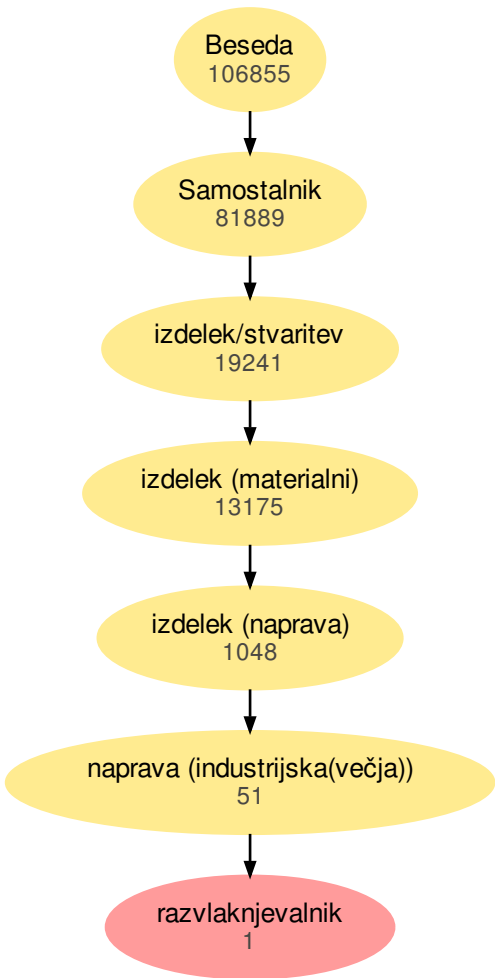 Beseda
106855
Samostalnik
81889
izdelek/stvaritev
19241
izdelek (materialni)
13175
izdelek (naprava)
1048
naprava (industrijska(večja))
51
razvlaknjevalnik
1